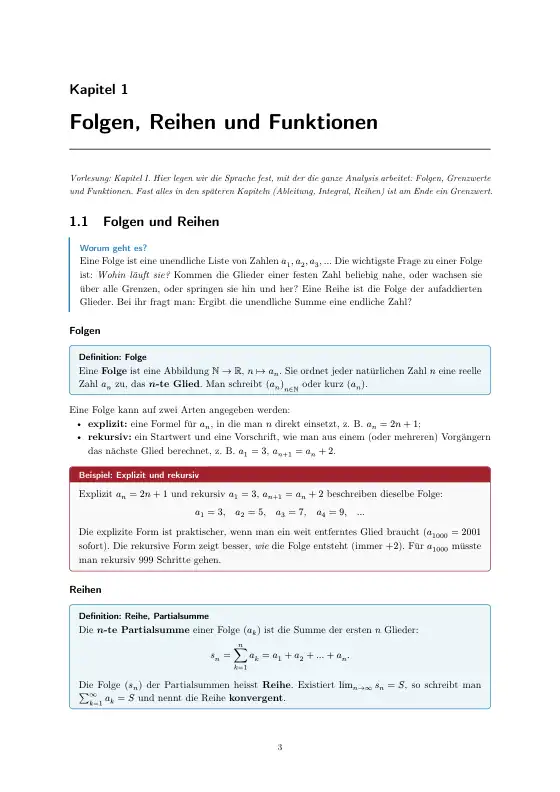 Kapitel 1
Folgen, Reihen und Funktionen
Vorlesung: Kapitel I. Hier legen wir die Sprache fest, mit der die ganze Analysis arbeitet: Folgen, Grenzwerte
und Funktionen. Fast alles in den späteren Kapiteln (Ableitung, Integral, Reihen) ist am Ende ein Grenzwert.
1.1 Folgen und Reihen
Worum geht es?
Eine Folge ist eine unendliche Liste von Zahlen a₁, a₂, a₃, ... Die wichtigste Frage zu einer Folge
ist: Wohin läuft sie? Kommen die Glieder einer festen Zahl beliebig nahe, oder wachsen sie
über alle Grenzen, oder springen sie hin und her? Eine Reihe ist die Folge der aufaddierten
Glieder. Bei ihr fragt man: Ergibt die unendliche Summe eine endliche Zahl?
Folgen
Definition: Folge
Eine Folge ist eine Abbildung ℕ → ℝ, n ↦ aₙ. Sie ordnet jeder natürlichen Zahl n eine reelle
Zahl aₙ zu, das n-te Glied. Man schreibt (aₙ)ₙ∈ℕ oder kurz (aₙ).
Eine Folge kann auf zwei Arten angegeben werden:
• explizit: eine Formel für aₙ, in die man n direkt einsetzt, z. B. aₙ = 2n + 1;
• rekursiv: ein Startwert und eine Vorschrift, wie man aus einem (oder mehreren) Vorgängern
das nächste Glied berechnet, z. B. a₁ = 3, aₙ₊₁ = aₙ + 2.
Beispiel: Explizit und rekursiv
Explizit aₙ = 2n + 1 und rekursiv a₁ = 3, aₙ₊₁ = aₙ + 2 beschreiben dieselbe Folge:
a₁ = 3, a₂ = 5, a₃ = 7, a₄ = 9, ...
Die explizite Form ist praktischer, wenn man ein weit entferntes Glied braucht (a₁₀₀₀ = 2001
sofort). Die rekursive Form zeigt besser, wie die Folge entsteht (immer +2). Für a₁₀₀₀ müsste
man rekursiv 999 Schritte gehen.
Reihen
Definition: Reihe, Partialsumme
Die n-te Partialsumme einer Folge (aₖ) ist die Summe der ersten n Glieder:
sₙ = ∑ₖ₌₁ⁿ aₖ = a₁ + a₂ + ... + aₙ.
Die Folge (sₙ) der Partialsummen heisst Reihe. Existiert limₙ→∞ sₙ = S, so schreibt man
∑ₖ₌₁^∞ aₖ = S und nennt die Reihe konvergent.
3